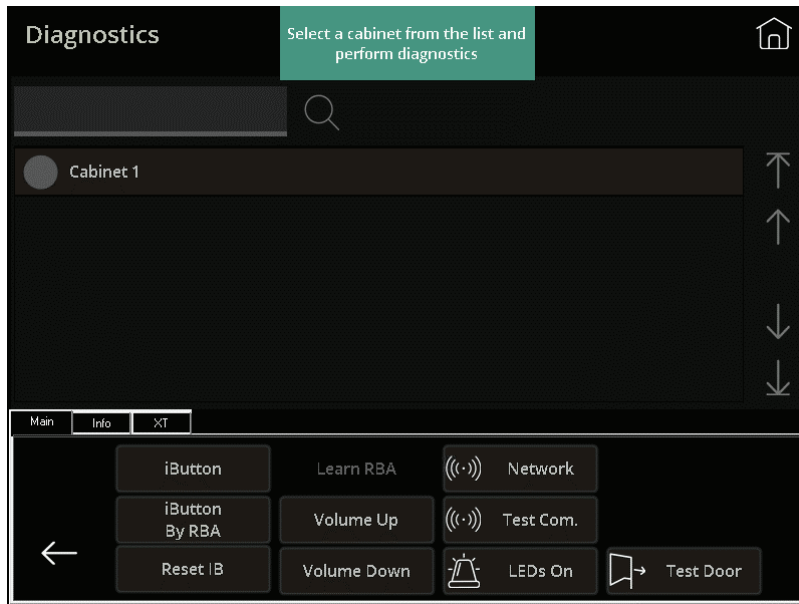 Diagnostics
Select a cabinet from the list and
perform diagnostics
Cabinet 1
Main
Info
XT
iButton
Learn RBA
Network
iButton
By RBA
Volume Up
Test Com.
Reset IB
Volume Down
LEDs On
Test Door